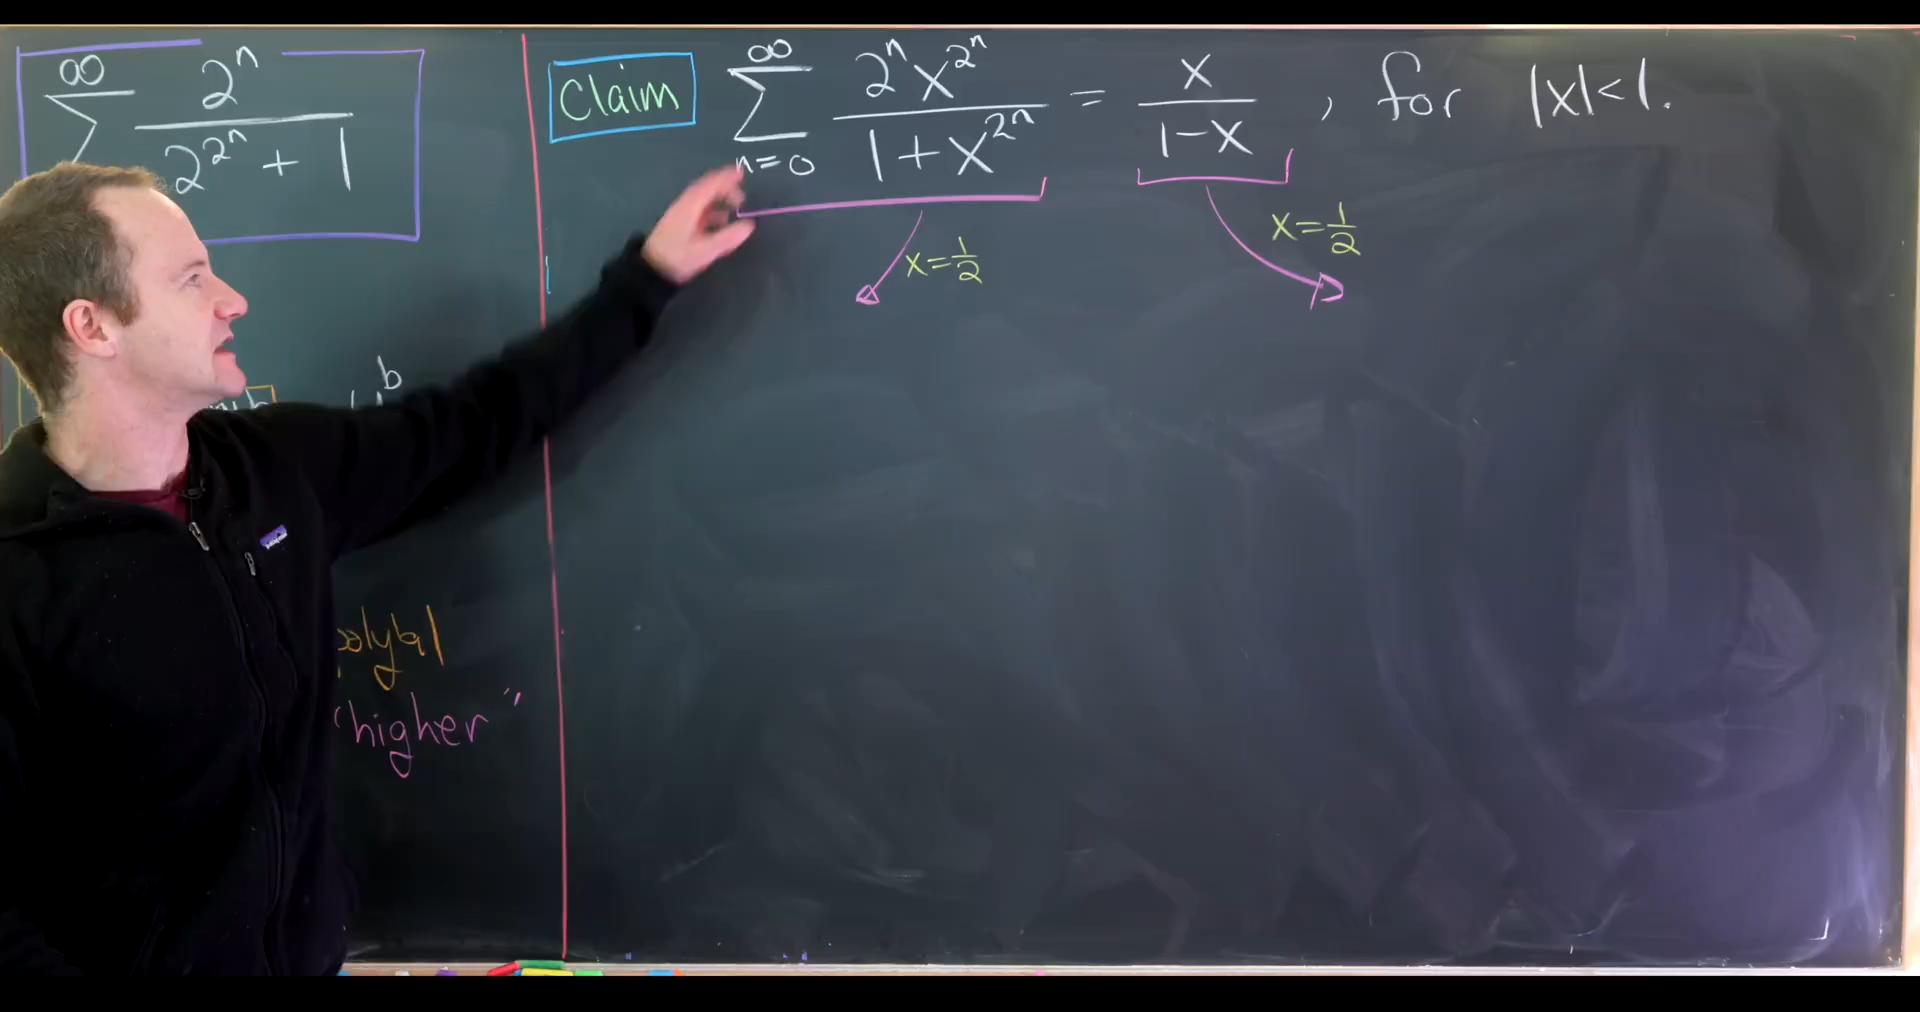 ∞
∑ 2ⁿ / (2^(2ⁿ) + 1)
Claim ∑_{n=0}^{∞} 2ⁿx^(2ⁿ) / (1+x^(2ⁿ)) = x / (1-x) , for |x|<1.
x=1/2
x=1/2
b
"higher"